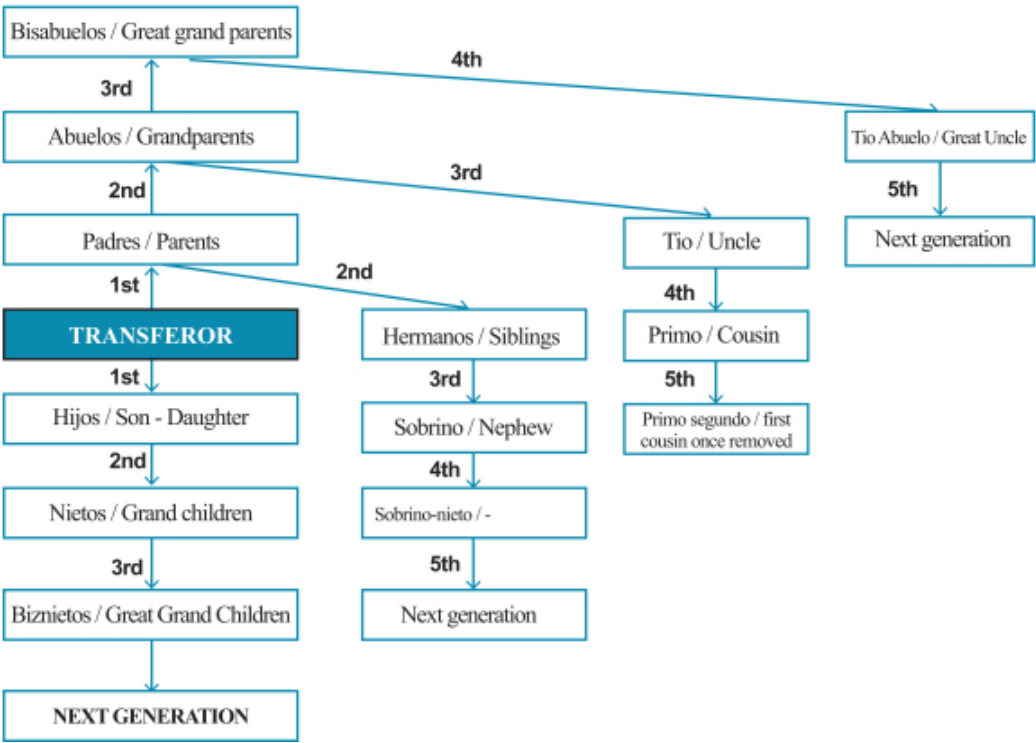 Bisabuelos / Great grand parents
4th
3rd
Abuelos / Grandparents
Tio Abuelo / Great Uncle
3rd
2nd
5th
Padres / Parents
Tio / Uncle
Next generation
2nd
1st
4th
TRANSFEROR
Hermanos / Siblings
Primo / Cousin
1st
3rd
5th
Hijos / Son - Daughter
Sobrino / Nephew
Primo segundo / first
cousin once removed
2nd
4th
Nietos / Grand children
Sobrino-nieto / -
3rd
5th
Biznietos / Great Grand Children
Next generation
NEXT GENERATION